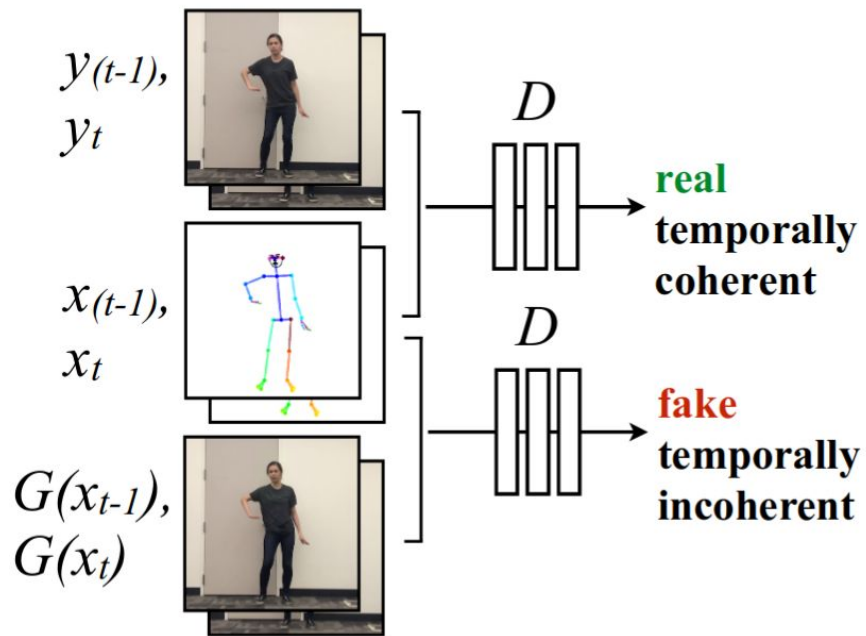 y(t-1),
yt
D
real
temporally
coherent
x(t-1),
xt
D
fake
temporally
incoherent
G(xt-1),
G(xt)